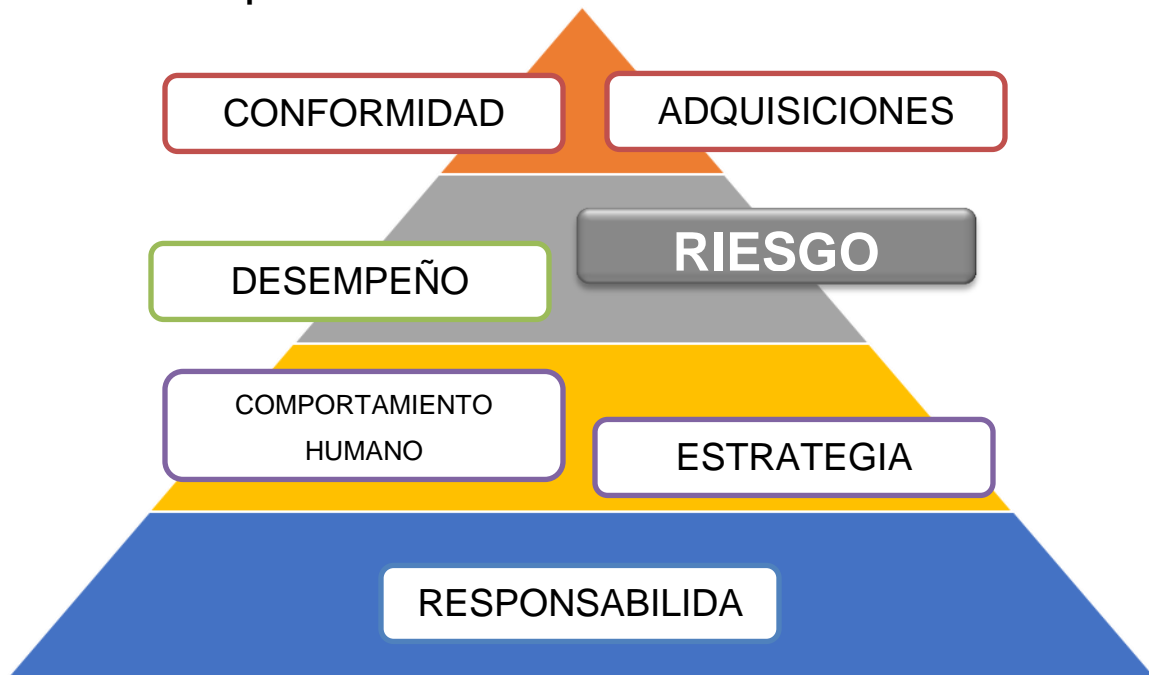 CONFORMIDAD
ADQUISICIONES
RIESGO
DESEMPEÑO
COMPORTAMIENTO
HUMANO
ESTRATEGIA
RESPONSABILIDA